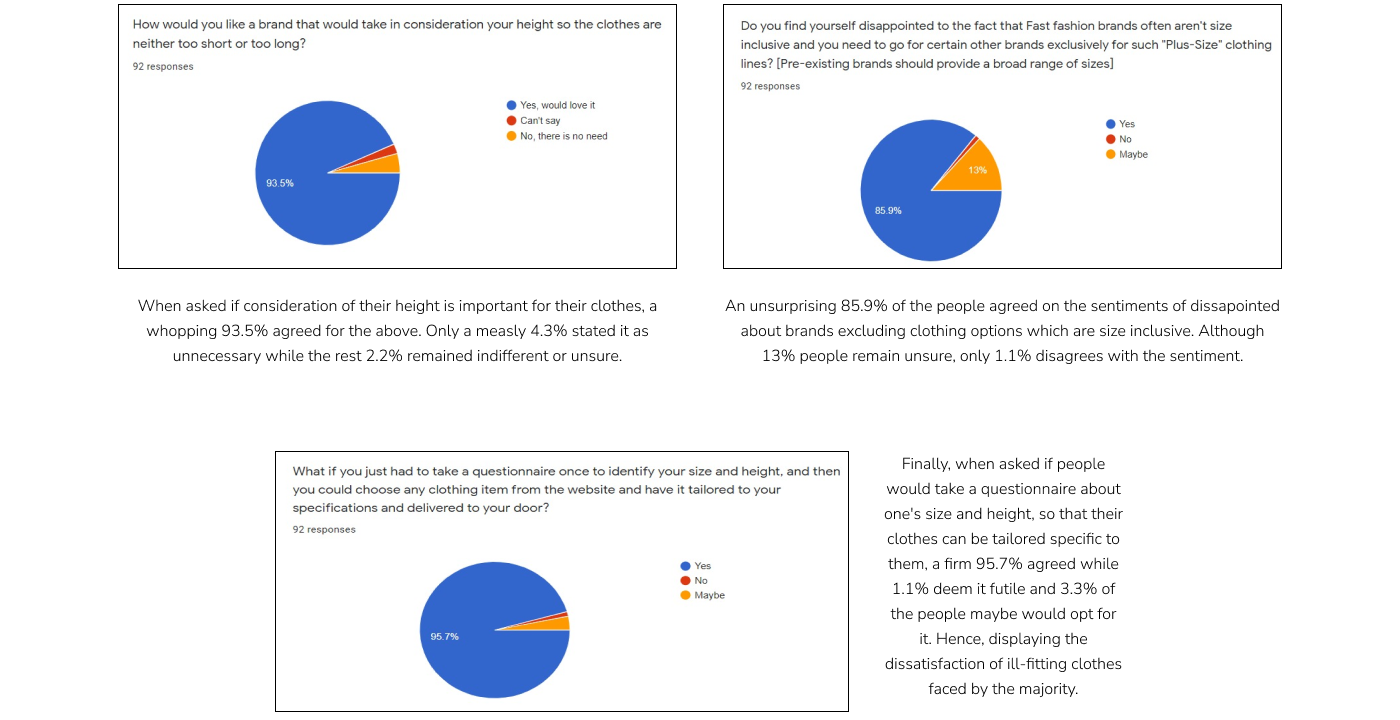 How would you like a brand that would take in consideration your height so the clothes are
neither too short or too long?
92 responses
Yes, would love it
Can't say
No, there is no need
93.5%
When asked if consideration of their height is important for their clothes, a
whopping 93.5% agreed for the above. Only a measly 4.3% stated it as
unnecessary while the rest 2.2% remained indifferent or unsure.
Do you find yourself disappointed to the fact that Fast fashion brands often aren't size
inclusive and you need to go for certain other brands exclusively for such "Plus-Size" clothing
lines? [Pre-existing brands should provide a broad range of sizes]
92 responses
Yes
No
Maybe
13%
85.9%
An unsurprising 85.9% of the people agreed on the sentiments of dissapointed
about brands excluding clothing options which are size inclusive. Although
13% people remain unsure, only 1.1% disagrees with the sentiment.
What if you just had to take a questionnaire once to identify your size and height, and then
you could choose any clothing item from the website and have it tailored to your
specifications and delivered to your door?
92 responses
Yes
No
Maybe
95.7%
Finally, when asked if people
would take a questionnaire about
one's size and height, so that their
clothes can be tailored specific to
them, a firm 95.7% agreed while
1.1% deem it futile and 3.3% of
the people maybe would opt for
it. Hence, displaying the
dissatisfaction of ill-fitting clothes
faced by the majority.